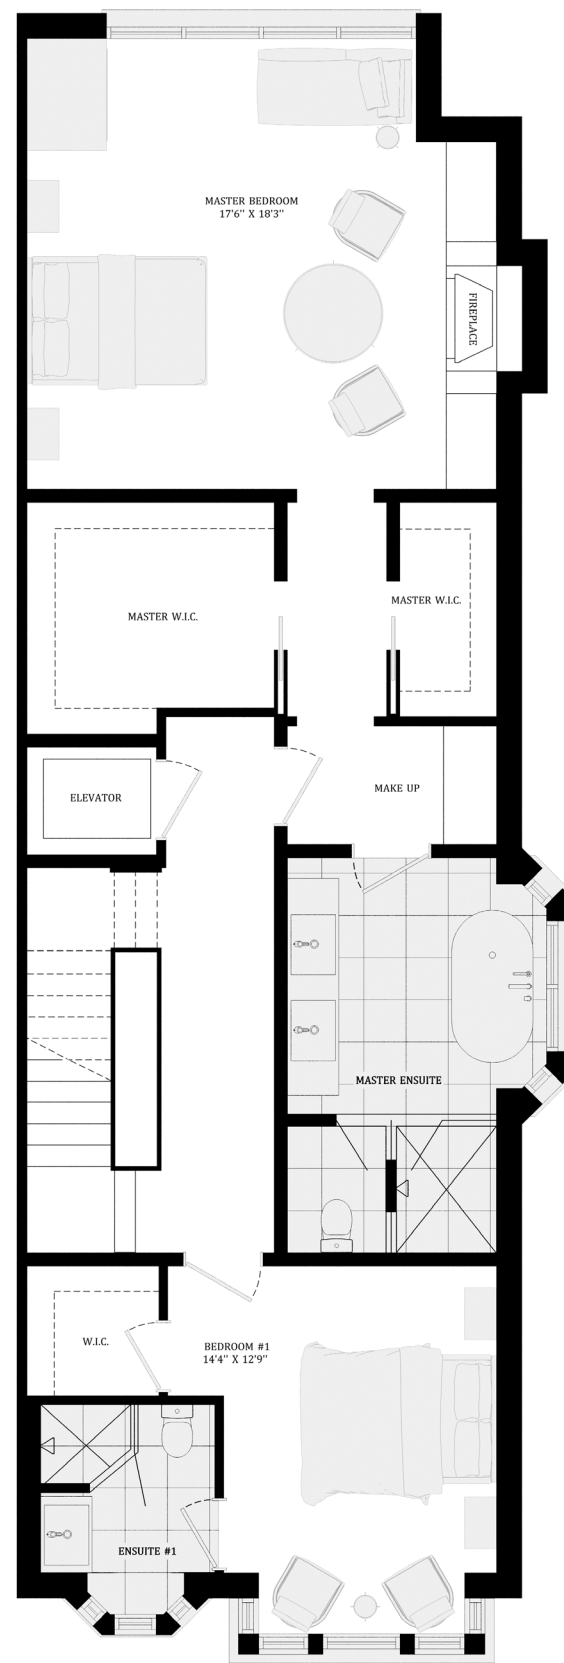 MASTER BEDROOM
17'6" X 18'3"
FIREPLACE
MASTER W.I.C.
MASTER W.I.C.
ELEVATOR
MAKE UP
MASTER ENSUITE
W.I.C.
BEDROOM #1
14'4" X 12'9"
ENSUITE #1